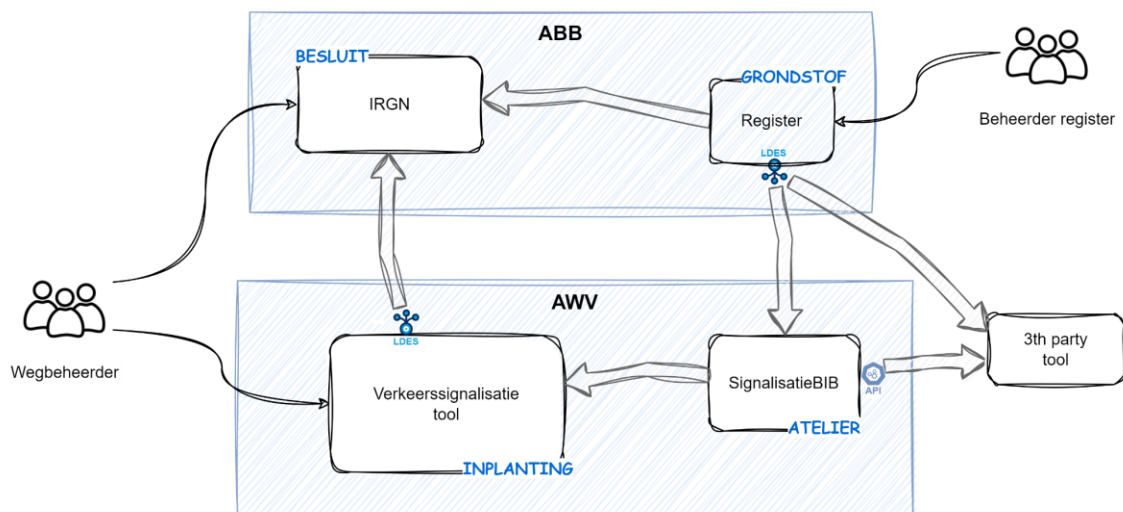 ABB
BESLUIT
IRGN
GRONDSTOF
Register
LDES
Beheerder register
Wegbeheerder
AWV
LDES
Verkeerssignalisatie
tool
INPLANTING
SignalisatieBIB
ATELIER
API
3th party
tool